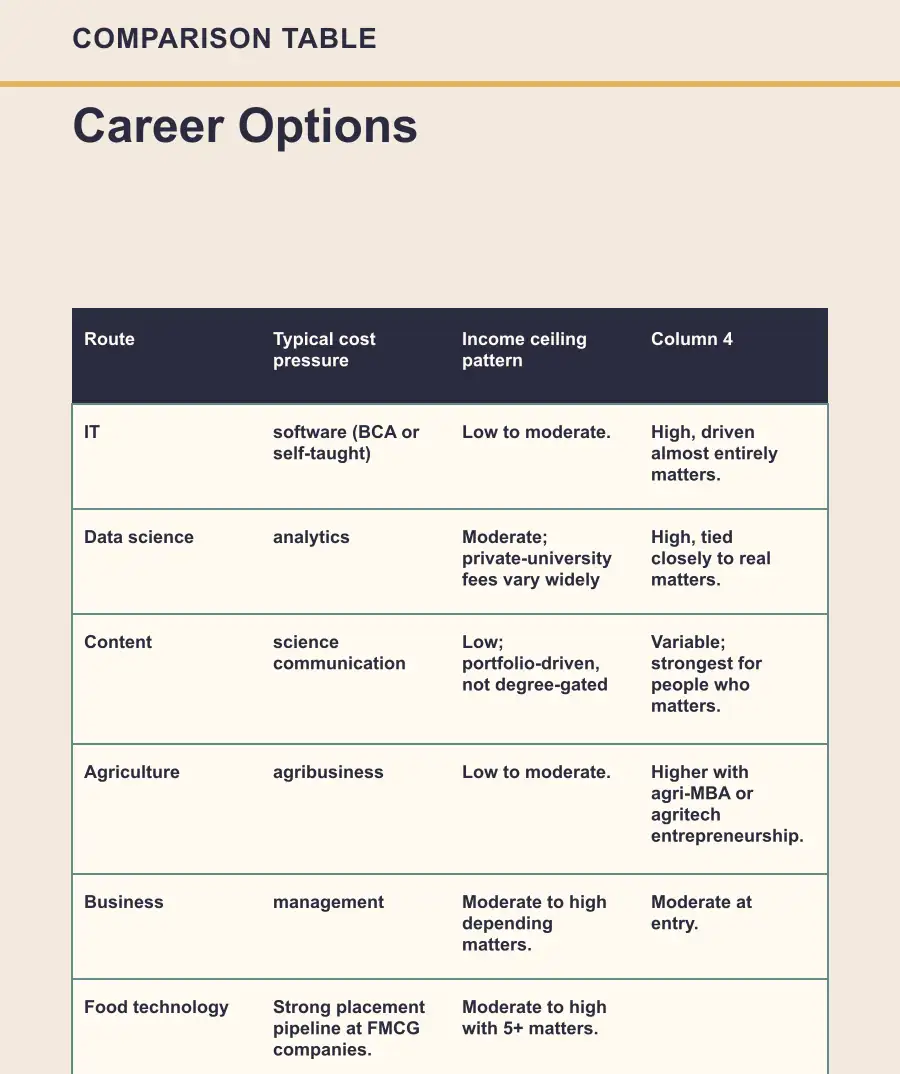 COMPARISON TABLE
Career Options
Route
Typical cost
pressure
Income ceiling
pattern
Column 4
IT
software (BCA or
self-taught)
Low to moderate.
High, driven
almost entirely
matters.
Data science
analytics
Moderate;
private-university
fees vary widely
High, tied
closely to real
matters.
Content
science
communication
Low;
portfolio-driven,
not degree-gated
Variable;
strongest for
people who
matters.
Agriculture
agribusiness
Low to moderate.
Higher with
agri-MBA or
agritech
entrepreneurship.
Business
management
Moderate to high
depending
matters.
Moderate at
entry.
Food technology
Strong placement
pipeline at FMCG
companies.
Moderate to high
with 5+ matters.